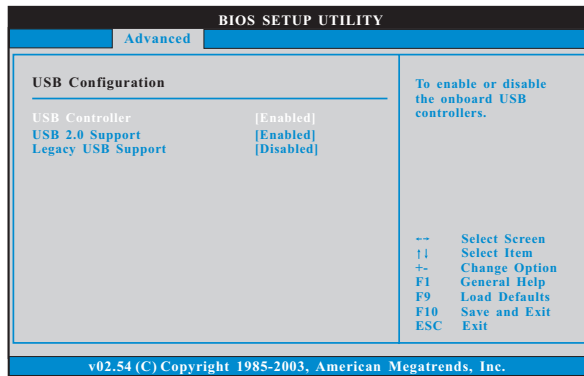 BIOS SETUP UTILITY
Advanced
USB Configuration
USB Controller [Enabled]
USB 2.0 Support [Enabled]
Legacy USB Support [Disabled]
To enable or disable
the onboard USB
controllers.
←→ Select Screen
↑↓ Select Item
+- Change Option
F1 General Help
F9 Load Defaults
F10 Save and Exit
ESC Exit
v02.54 (C) Copyright 1985-2003, American Megatrends, Inc.